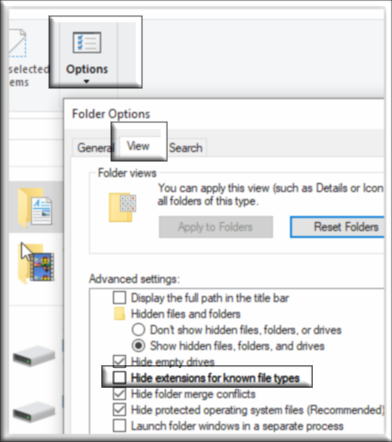 selected
ems
Options
Folder Options
General
View
Search
Folder views
You can apply this view (such as Details or Icon
all folders of this type.
Apply to Folders
Reset Folders
Advanced settings:
Display the full path in the title bar
Hidden files and folders
Don't show hidden files, folders, or drives
Show hidden files, folders, and drives
Hide empty drives
Hide extensions for known file types
Hide folder merge conflicts
Hide protected operating system files (Recommended)
Launch folder windows in a separate process